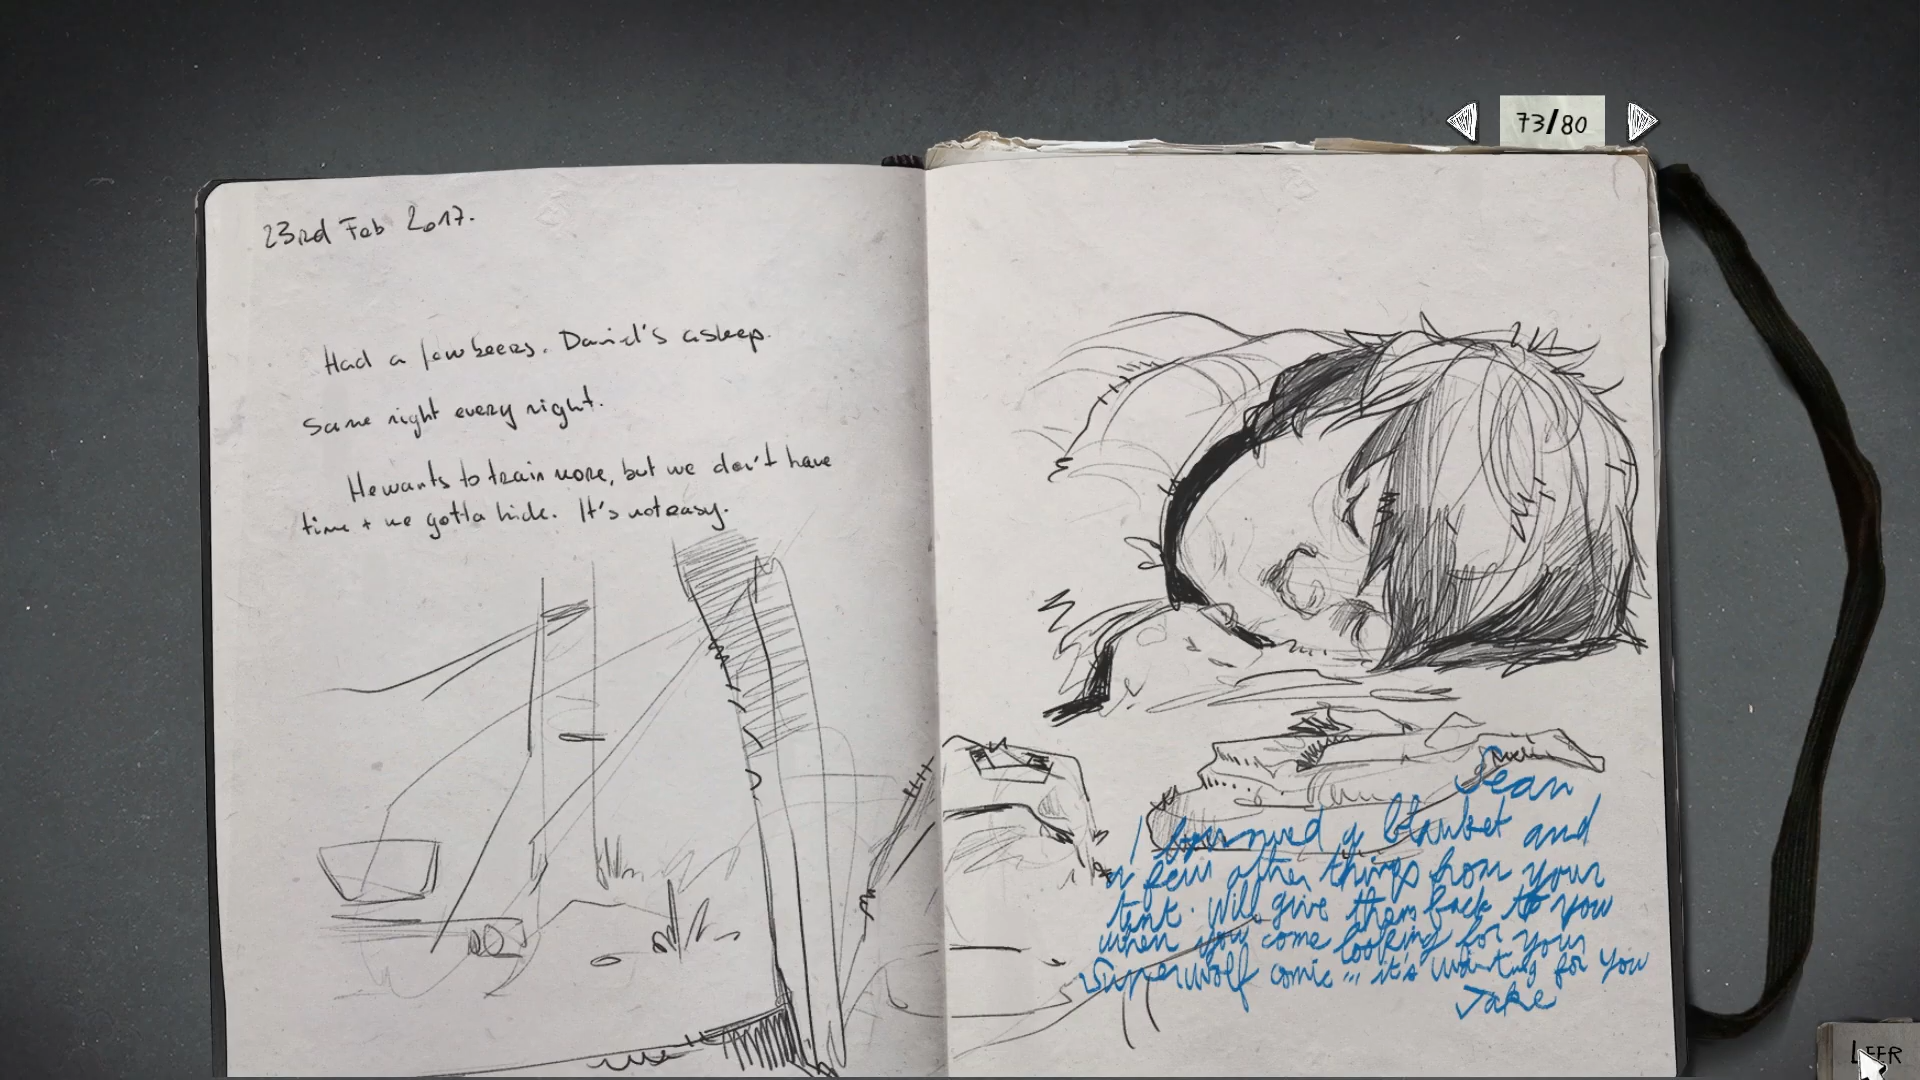 73/80
23rd Feb 2017.
Had a few beers. Daniel's asleep.
Same night every night.
He wants to train more, but we don't have
time + we gotta hide. It's not easy.
Sean
I borrowed a blanket and
a few other things from your
tent. Will give them back to you
when you come looking for your
Superwolf comic... it's waiting for you
Jake
LEER